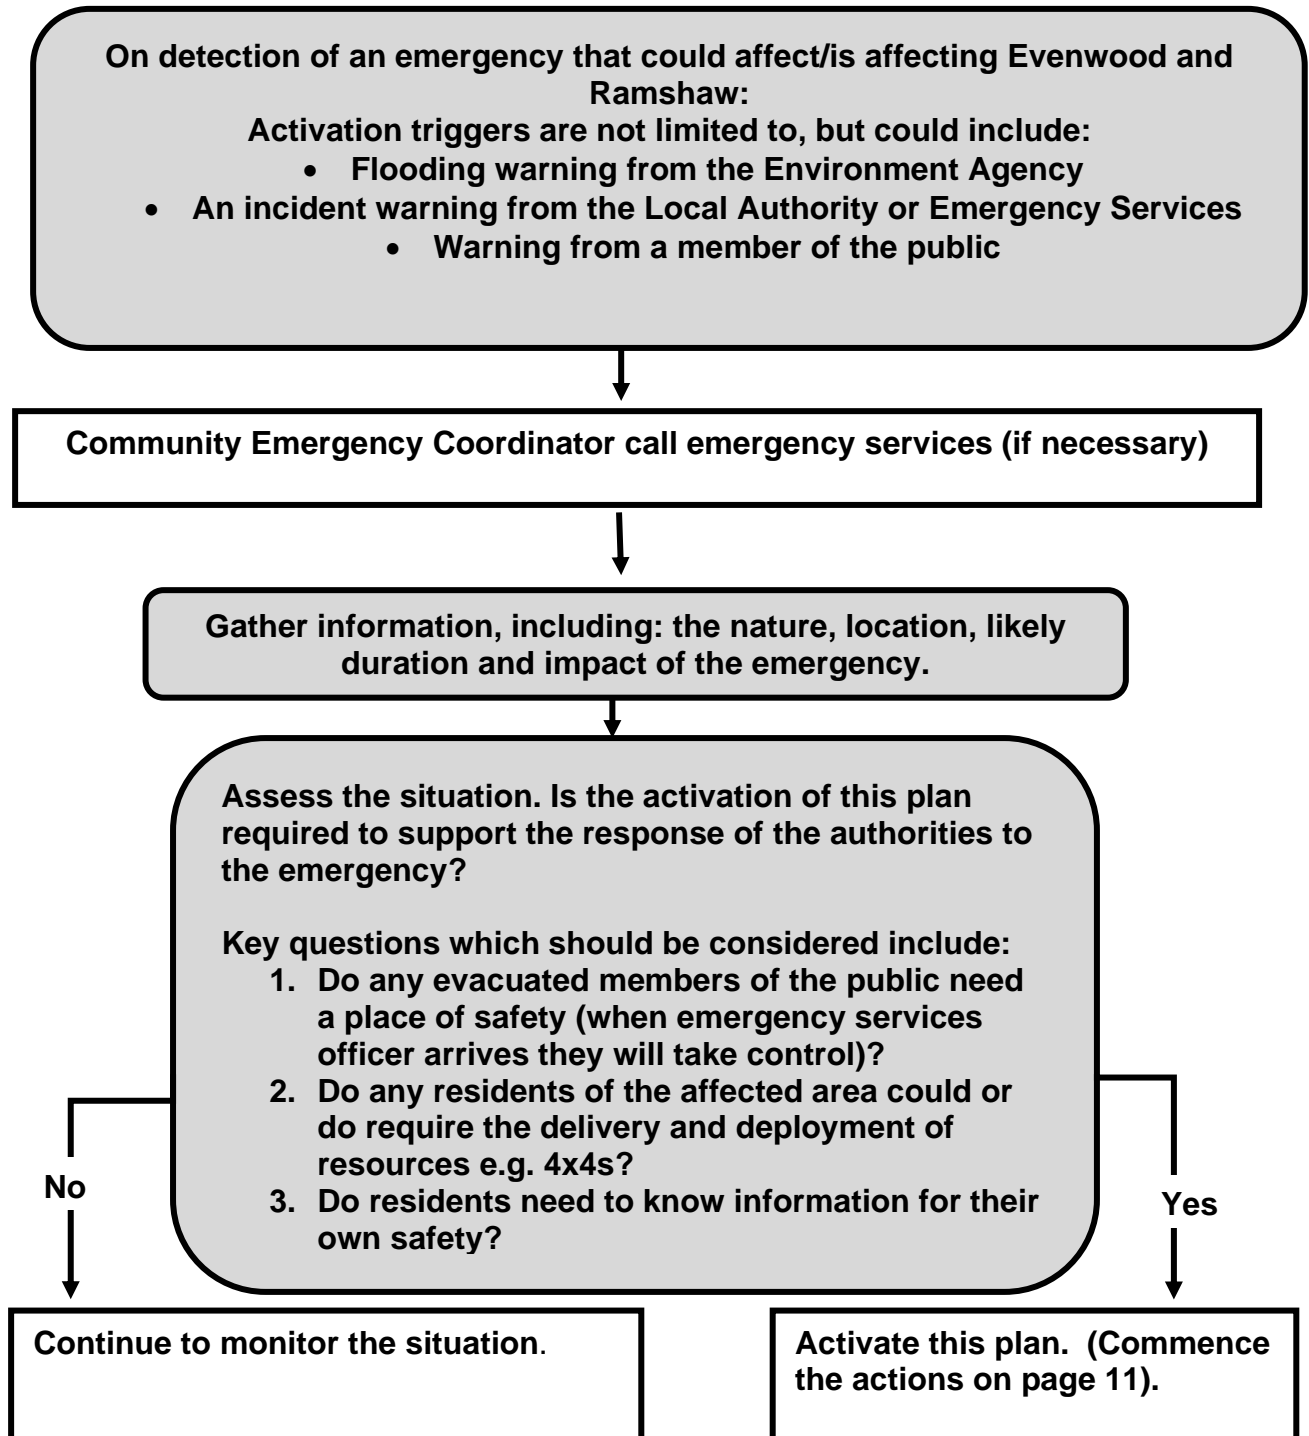 On detection of an emergency that could affect/is affecting Evenwood and
Ramshaw:
Activation triggers are not limited to, but could include:
• Flooding warning from the Environment Agency
• An incident warning from the Local Authority or Emergency Services
• Warning from a member of the public
Community Emergency Coordinator call emergency services (if necessary)
Gather information, including: the nature, location, likely
duration and impact of the emergency.
Assess the situation. Is the activation of this plan
required to support the response of the authorities to
the emergency?
Key questions which should be considered include:
1. Do any evacuated members of the public need
a place of safety (when emergency services
officer arrives they will take control)?
2. Do any residents of the affected area could or
do require the delivery and deployment of
resources e.g. 4x4s?
3. Do residents need to know information for their
own safety?
No
Yes
Continue to monitor the situation.
Activate this plan.  (Commence
the actions on page 11).